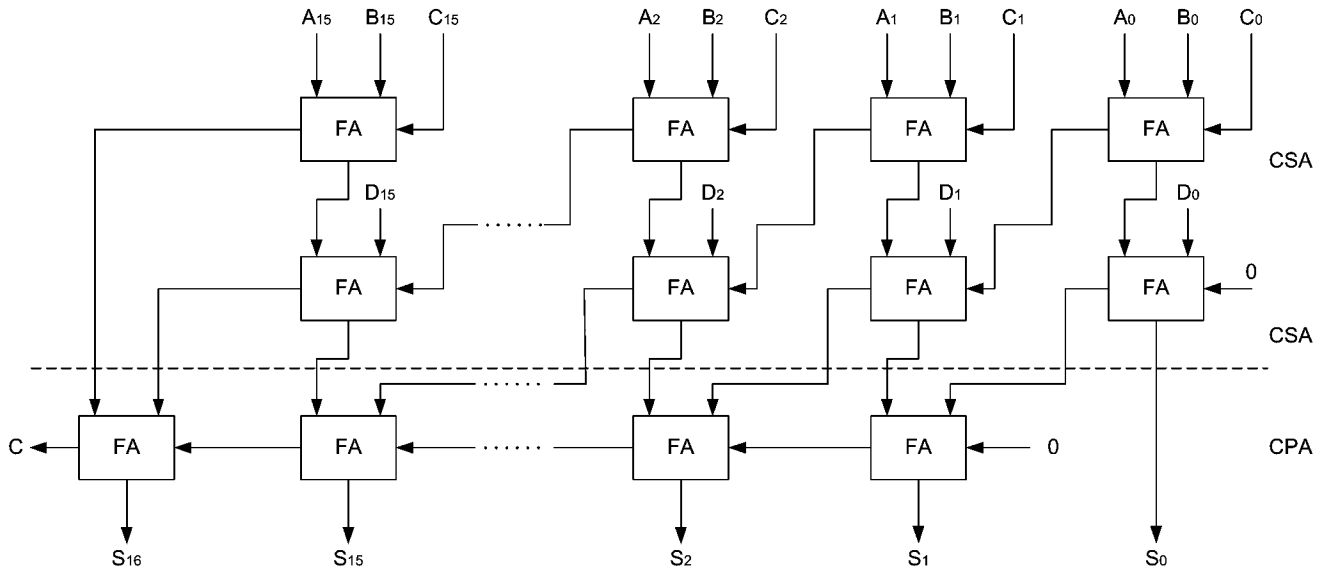 A15 B15 C15 A2 B2 C2 A1 B1 C1 A0 B0 C0
FA FA FA FA
CSA
D15 D2 D1 D0
FA FA FA FA 0
CSA
C FA FA FA FA 0 CPA
S16 S15 S2 S1 S0